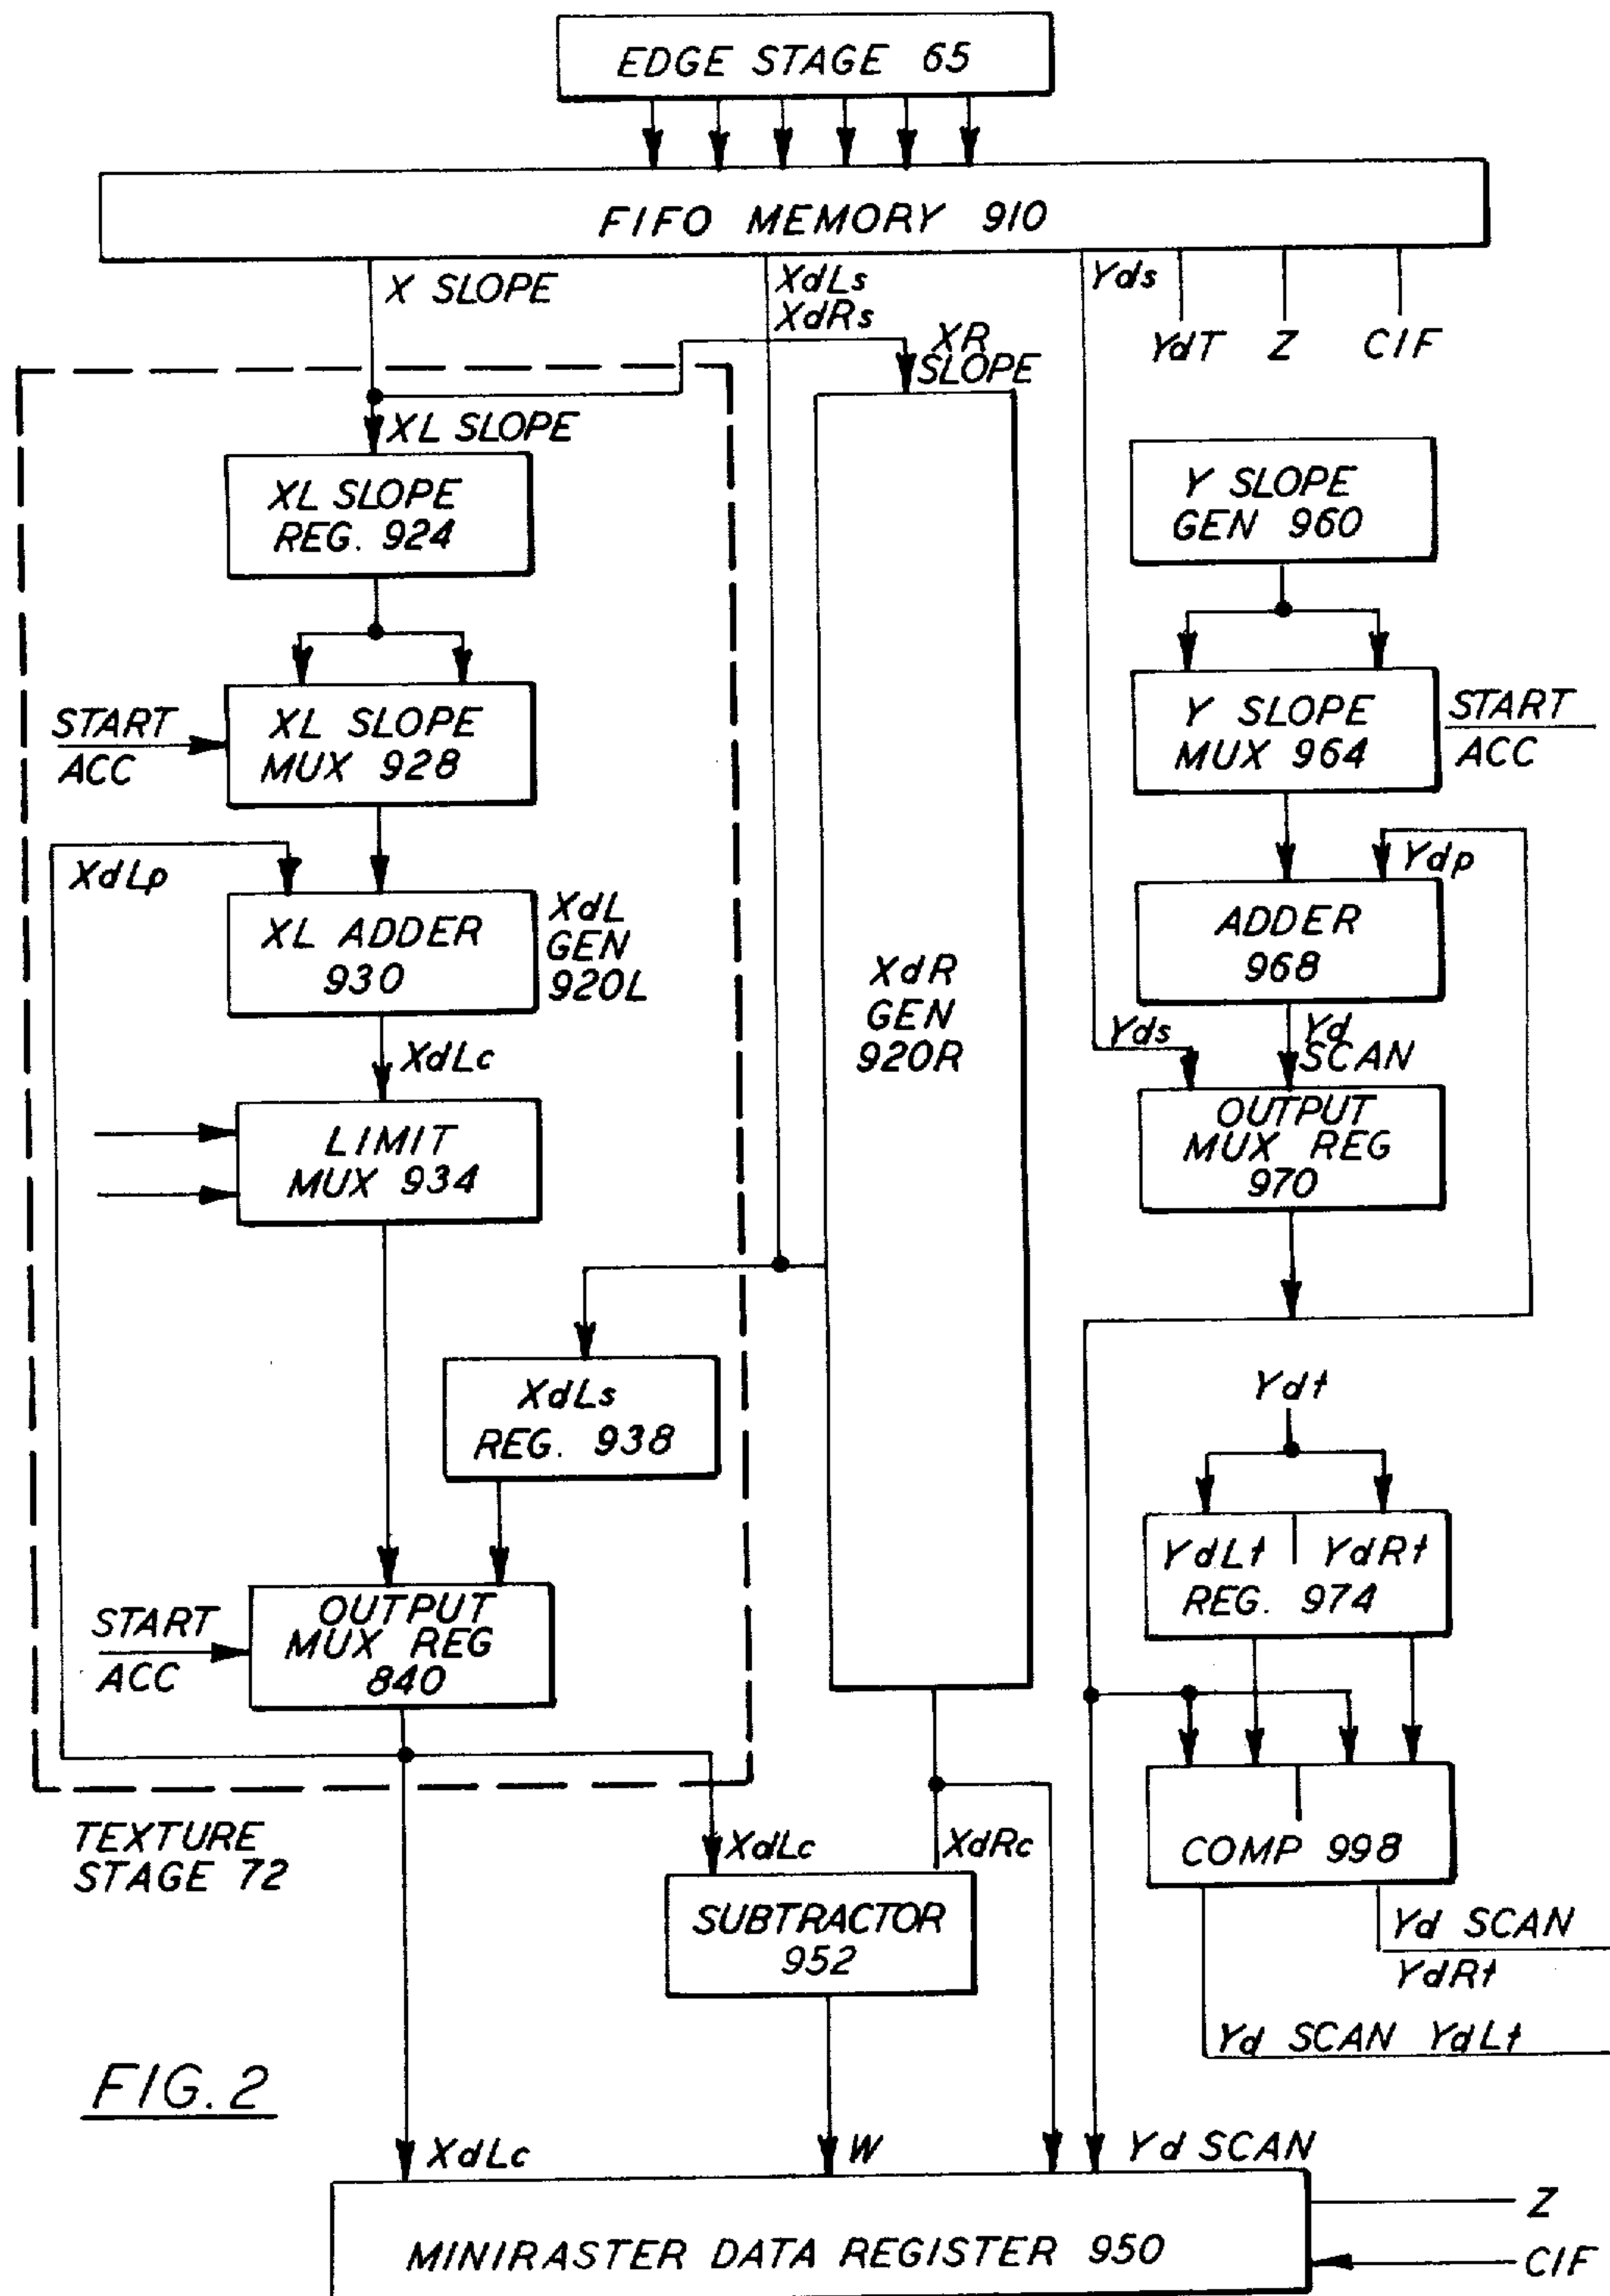 EDGE STAGE 65
FIFO MEMORY 910
X SLOPE
XdLs
XdRs
Yds
YdT
Z
CIF
XR
SLOPE
XL SLOPE
XL SLOPE
REG. 924
Y SLOPE
GEN 960
START
ACC
XL SLOPE
MUX 928
Y SLOPE
MUX 964
START
ACC
XdLp
XL ADDER
930
XdL
GEN
920L
XdR
GEN
920R
Ydp
ADDER
968
XdLc
Yds
Yd
SCAN
LIMIT
MUX 934
OUTPUT
MUX REG
970
XdLs
REG. 938
Ydt
YdLt
YdRt
REG. 974
START
ACC
OUTPUT
MUX REG
840
TEXTURE
STAGE 72
XdLc
XdRc
COMP 998
SUBTRACTOR
952
Yd SCAN
YdRt
Yd SCAN YdLt
FIG. 2
XdLc
W
Yd SCAN
MINIRASTER DATA REGISTER 950
Z
CIF